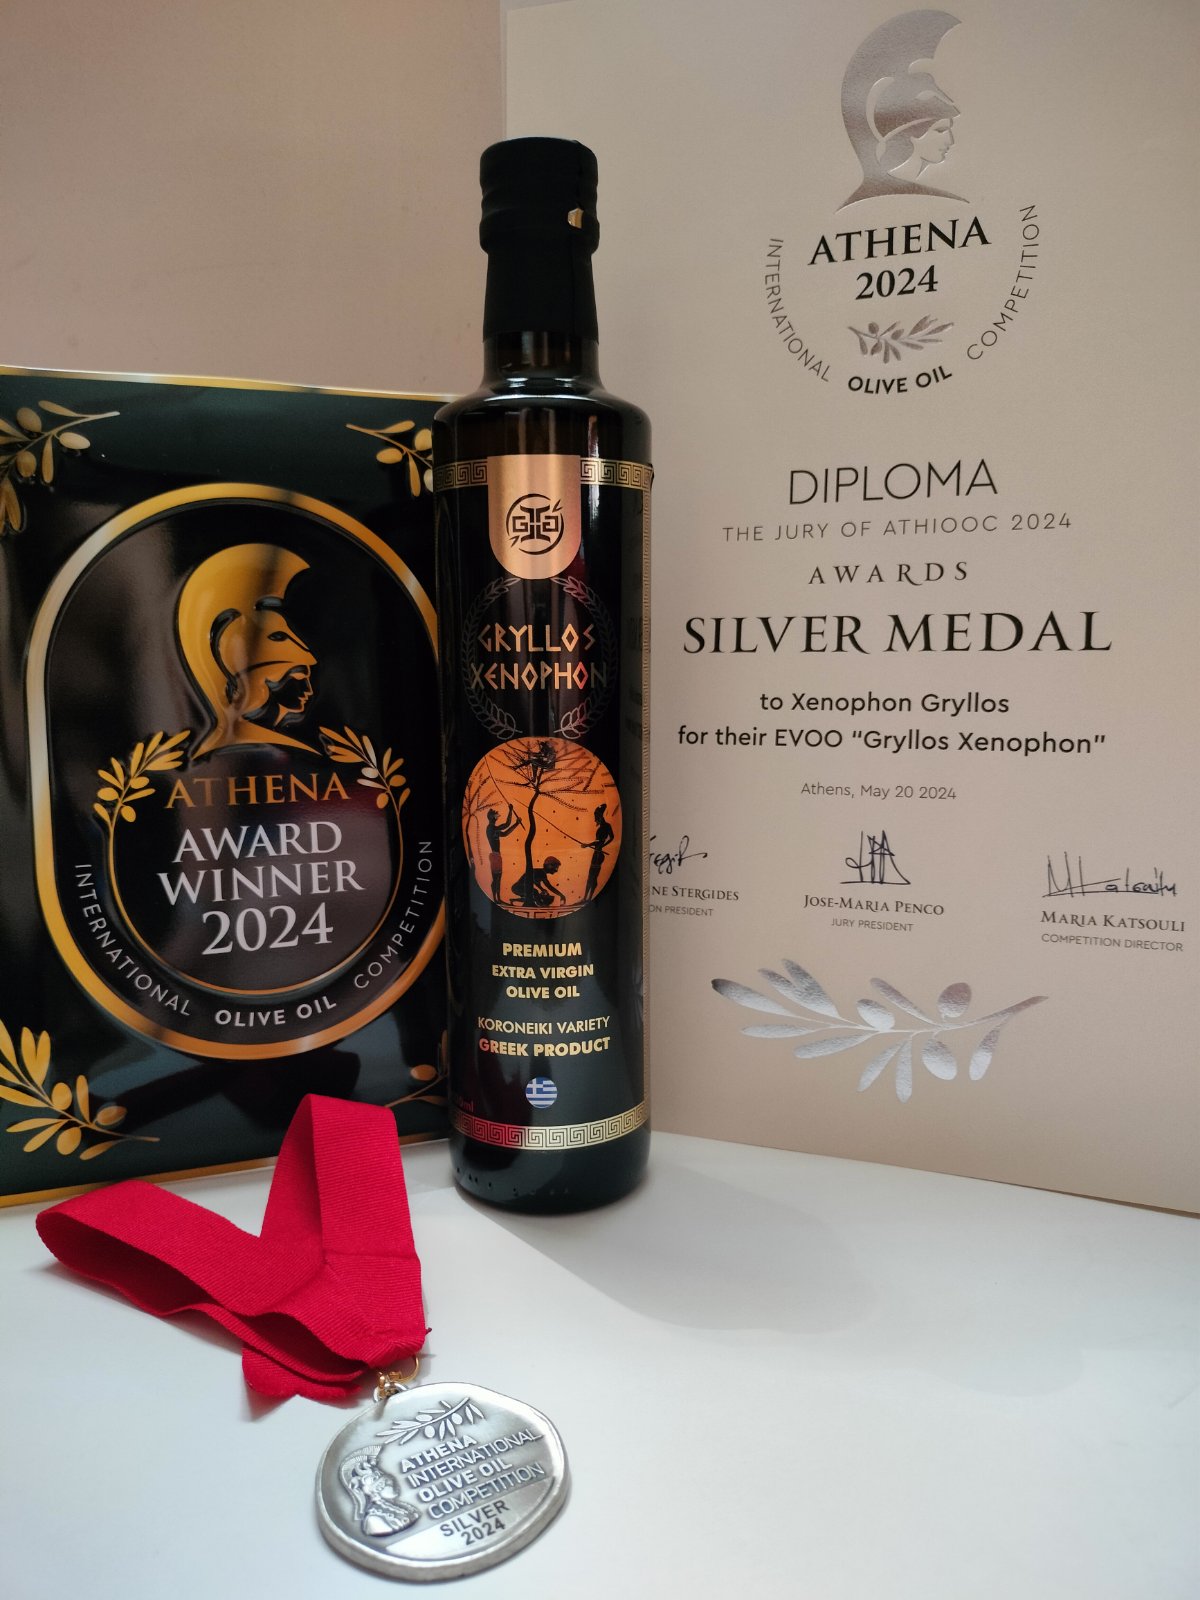 ATHENA
AWARD
WINNER
2024
INTERNATIONAL OLIVE OIL COMPETITION
GRYLLOS
XENOPHON
PREMIUM
EXTRA VIRGIN
OLIVE OIL
KORONEIKI VARIETY
GREEK PRODUCT
ATHENA
2024
INTERNATIONAL OLIVE OIL COMPETITION
DIPLOMA
THE JURY OF ATHIOOC 2024
AWARDS
SILVER MEDAL
to Xenophon Gryllos
for their EVOO “Gryllos Xenophon”
Athens, May 20 2024
STERGIDES
PRESIDENT
JOSE-MARIA PENCO
JURY PRESIDENT
MARIA KATSOULI
COMPETITION DIRECTOR
ATHENA
INTERNATIONAL
OLIVE OIL
COMPETITION
SILVER
2024